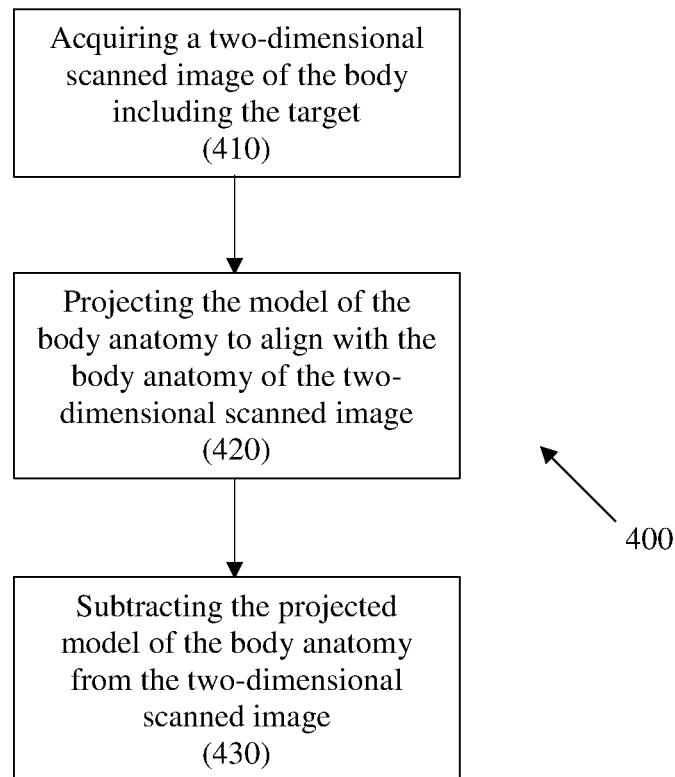 Acquiring a two-dimensional
scanned image of the body
including the target
(410)
Projecting the model of the
body anatomy to align with the
body anatomy of the two-
dimensional scanned image
(420)
400
Subtracting the projected
model of the body anatomy
from the two-dimensional
scanned image
(430)